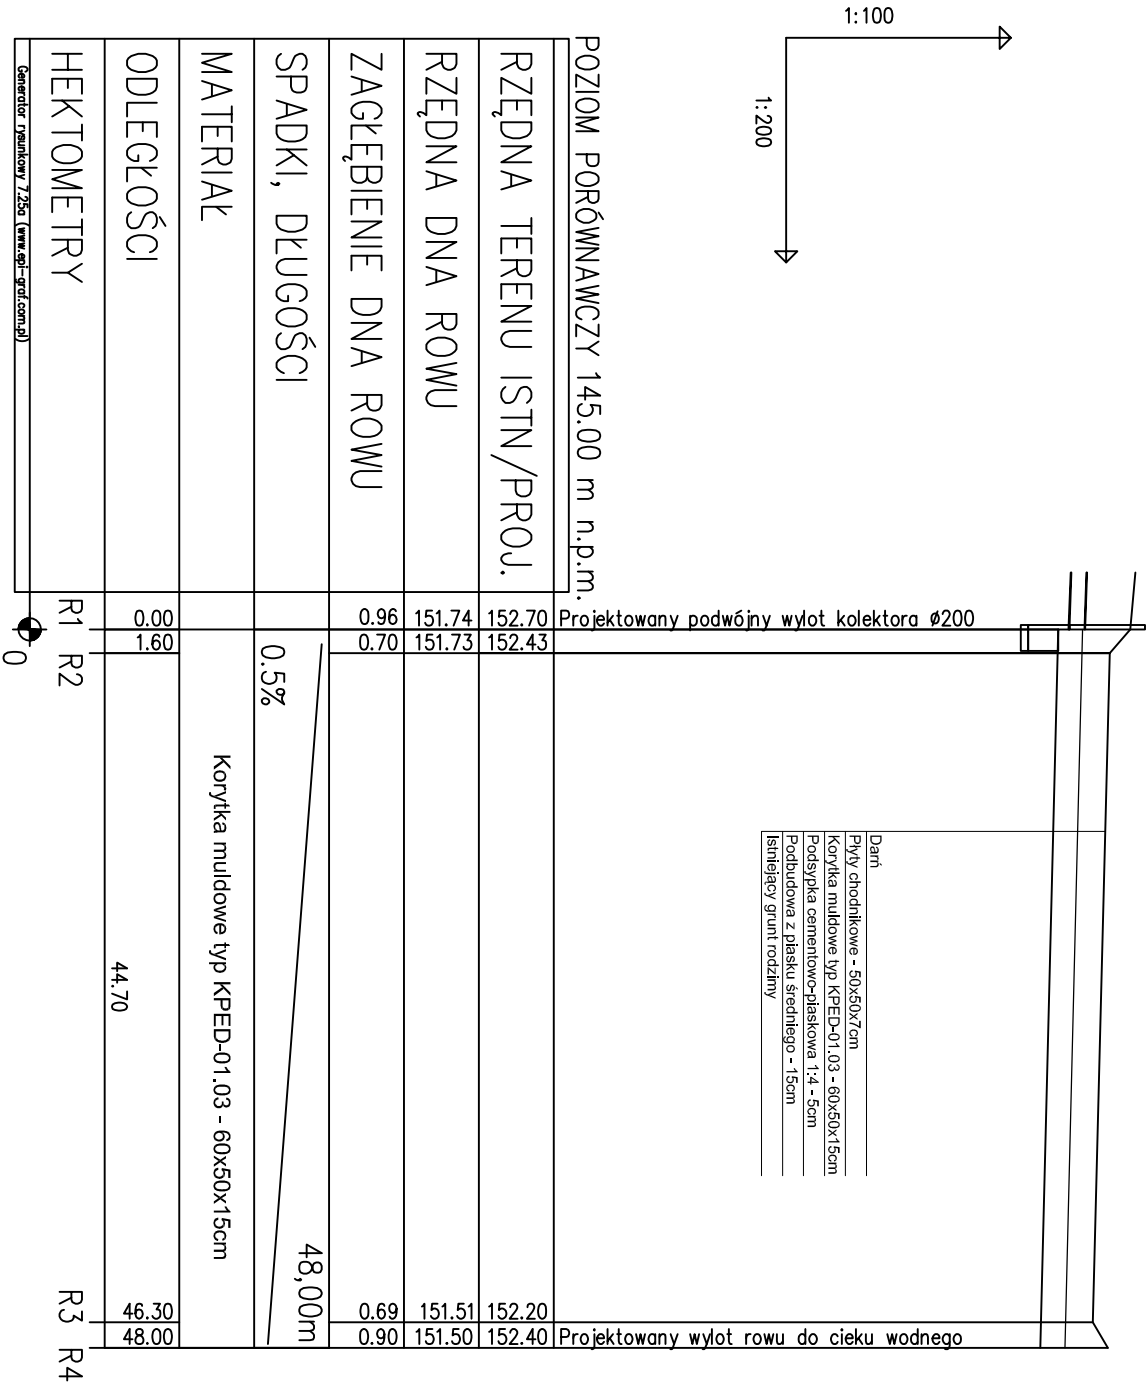 1:100
1:200
POZIOM PORÓWNAWCZY 145.00 m n.p.m.
RZĘDNA TERENU ISTN/PROJ.
RZĘDNA DNA ROWU
ZAGŁĘBIENIE DNA ROWU
SPADKI, DŁUGOŚCI
MATERIAŁ
ODLEGŁOŚCI
HEKTOMETRY
Generator rysunkowy 7.25a (www.epi-graf.com.pl)
R1 0.00 0.96 151.74 152.70 Projektowany podwójny wylot kolektora Ø200
R2 1.60 0.70 151.73 152.43
0
0.5%
48,00m
Korytka muldowe typ KPED-01.03 - 60x50x15cm
44.70
Darń
Płyty chodnikowe - 50x50x7cm
Korytka muldowe typ KPED-01.03 - 60x50x15cm
Podsypka cementowo-piaskowa 1:4 - 5cm
Podbudowa z piasku średniego - 15cm
Istniejący grunt rodzimy
R3 46.30 0.69 151.51 152.20
R4 48.00 0.90 151.50 152.40 Projektowany wylot rowu do cieku wodnego